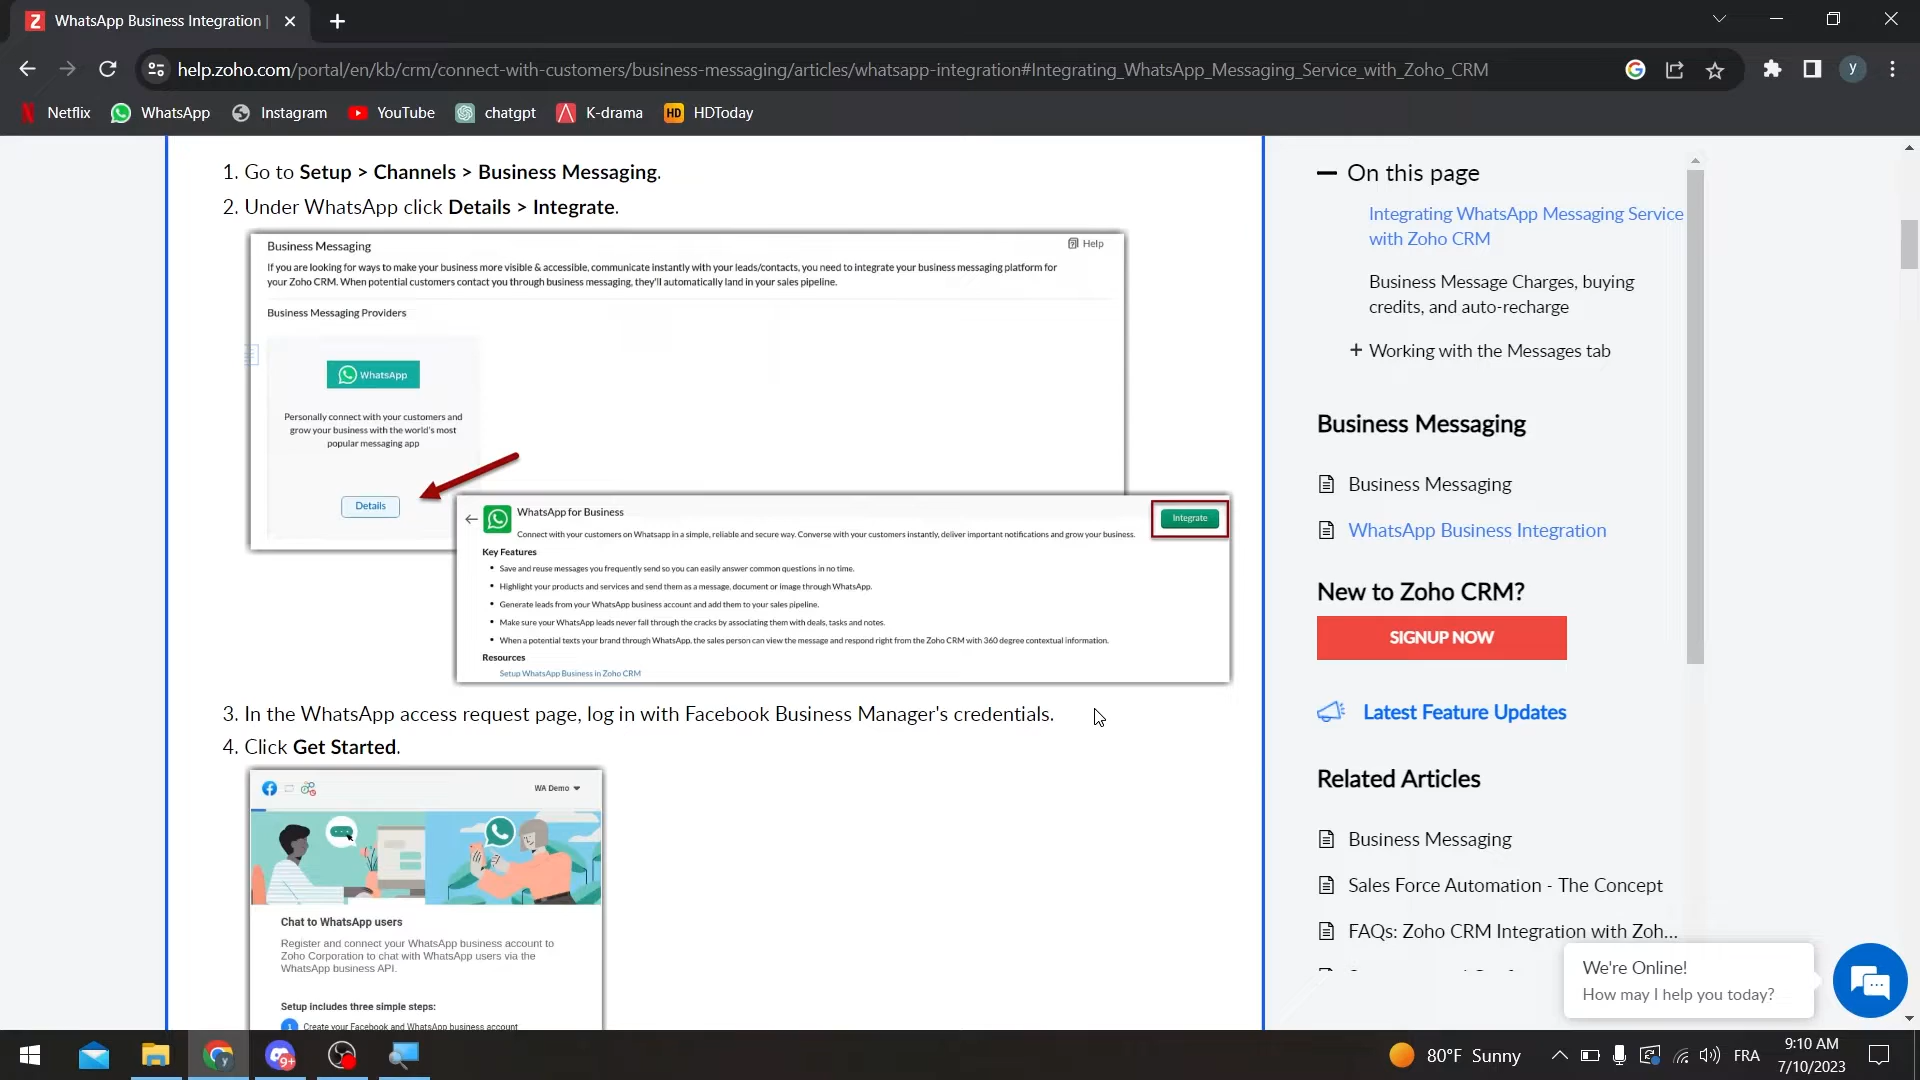 WhatsApp Business Integration |
help.zoho.com/portal/en/kb/crm/connect-with-customers/business-messaging/articles/whatsapp-integration#Integrating_WhatsApp_Messaging_Service_with_Zoho_CRM
y
Netflix WhatsApp Instagram YouTube chatgpt K-drama HD HDToday
1. Go to Setup > Channels > Business Messaging.
2. Under WhatsApp click Details > Integrate.
Business Messaging
Help
If you are looking for ways to make your business more visible & accessible, communicate instantly with your leads/contacts, you need to integrate your business messaging platform for
your Zoho CRM. When potential customers contact you through business messaging, they'll automatically land in your sales pipeline.
Business Messaging Providers
WhatsApp
Personally connect with your customers and
grow your business with the world's most
popular messaging app
Details
WhatsApp for Business
Integrate
Connect with your customers on Whatsapp in a simple, reliable and secure way. Converse with your customers instantly, deliver important notifications and grow your business.
Key Features
• Save and reuse messages you frequently send so you can easily answer common questions in no time.
• Highlight your products and services and send them as a message, document or image through WhatsApp.
• Generate leads from your WhatsApp business account and add them to your sales pipeline.
• Make sure your WhatsApp leads never fall through the cracks by associating them with deals, tasks and notes.
• When a potential texts your brand through WhatsApp, the sales person can view the message and respond right from the Zoho CRM with 360 degree contextual information.
Resources
Setup WhatsApp Business in Zoho CRM
3. In the WhatsApp access request page, log in with Facebook Business Manager's credentials.
4. Click Get Started.
WA Demo
Chat to WhatsApp users
Register and connect your WhatsApp business account to
Zoho Corporation to chat with WhatsApp users via the
WhatsApp business API.
Setup includes three simple steps:
1 Create your Facebook and WhatsApp business account
On this page
Integrating WhatsApp Messaging Service
with Zoho CRM
Business Message Charges, buying
credits, and auto-recharge
+ Working with the Messages tab
Business Messaging
Business Messaging
WhatsApp Business Integration
New to Zoho CRM?
SIGNUP NOW
Latest Feature Updates
Related Articles
Business Messaging
Sales Force Automation - The Concept
FAQs: Zoho CRM Integration with Zoh...
We're Online!
How may I help you today?
9+
80°F Sunny
FRA
9:10 AM
7/10/2023